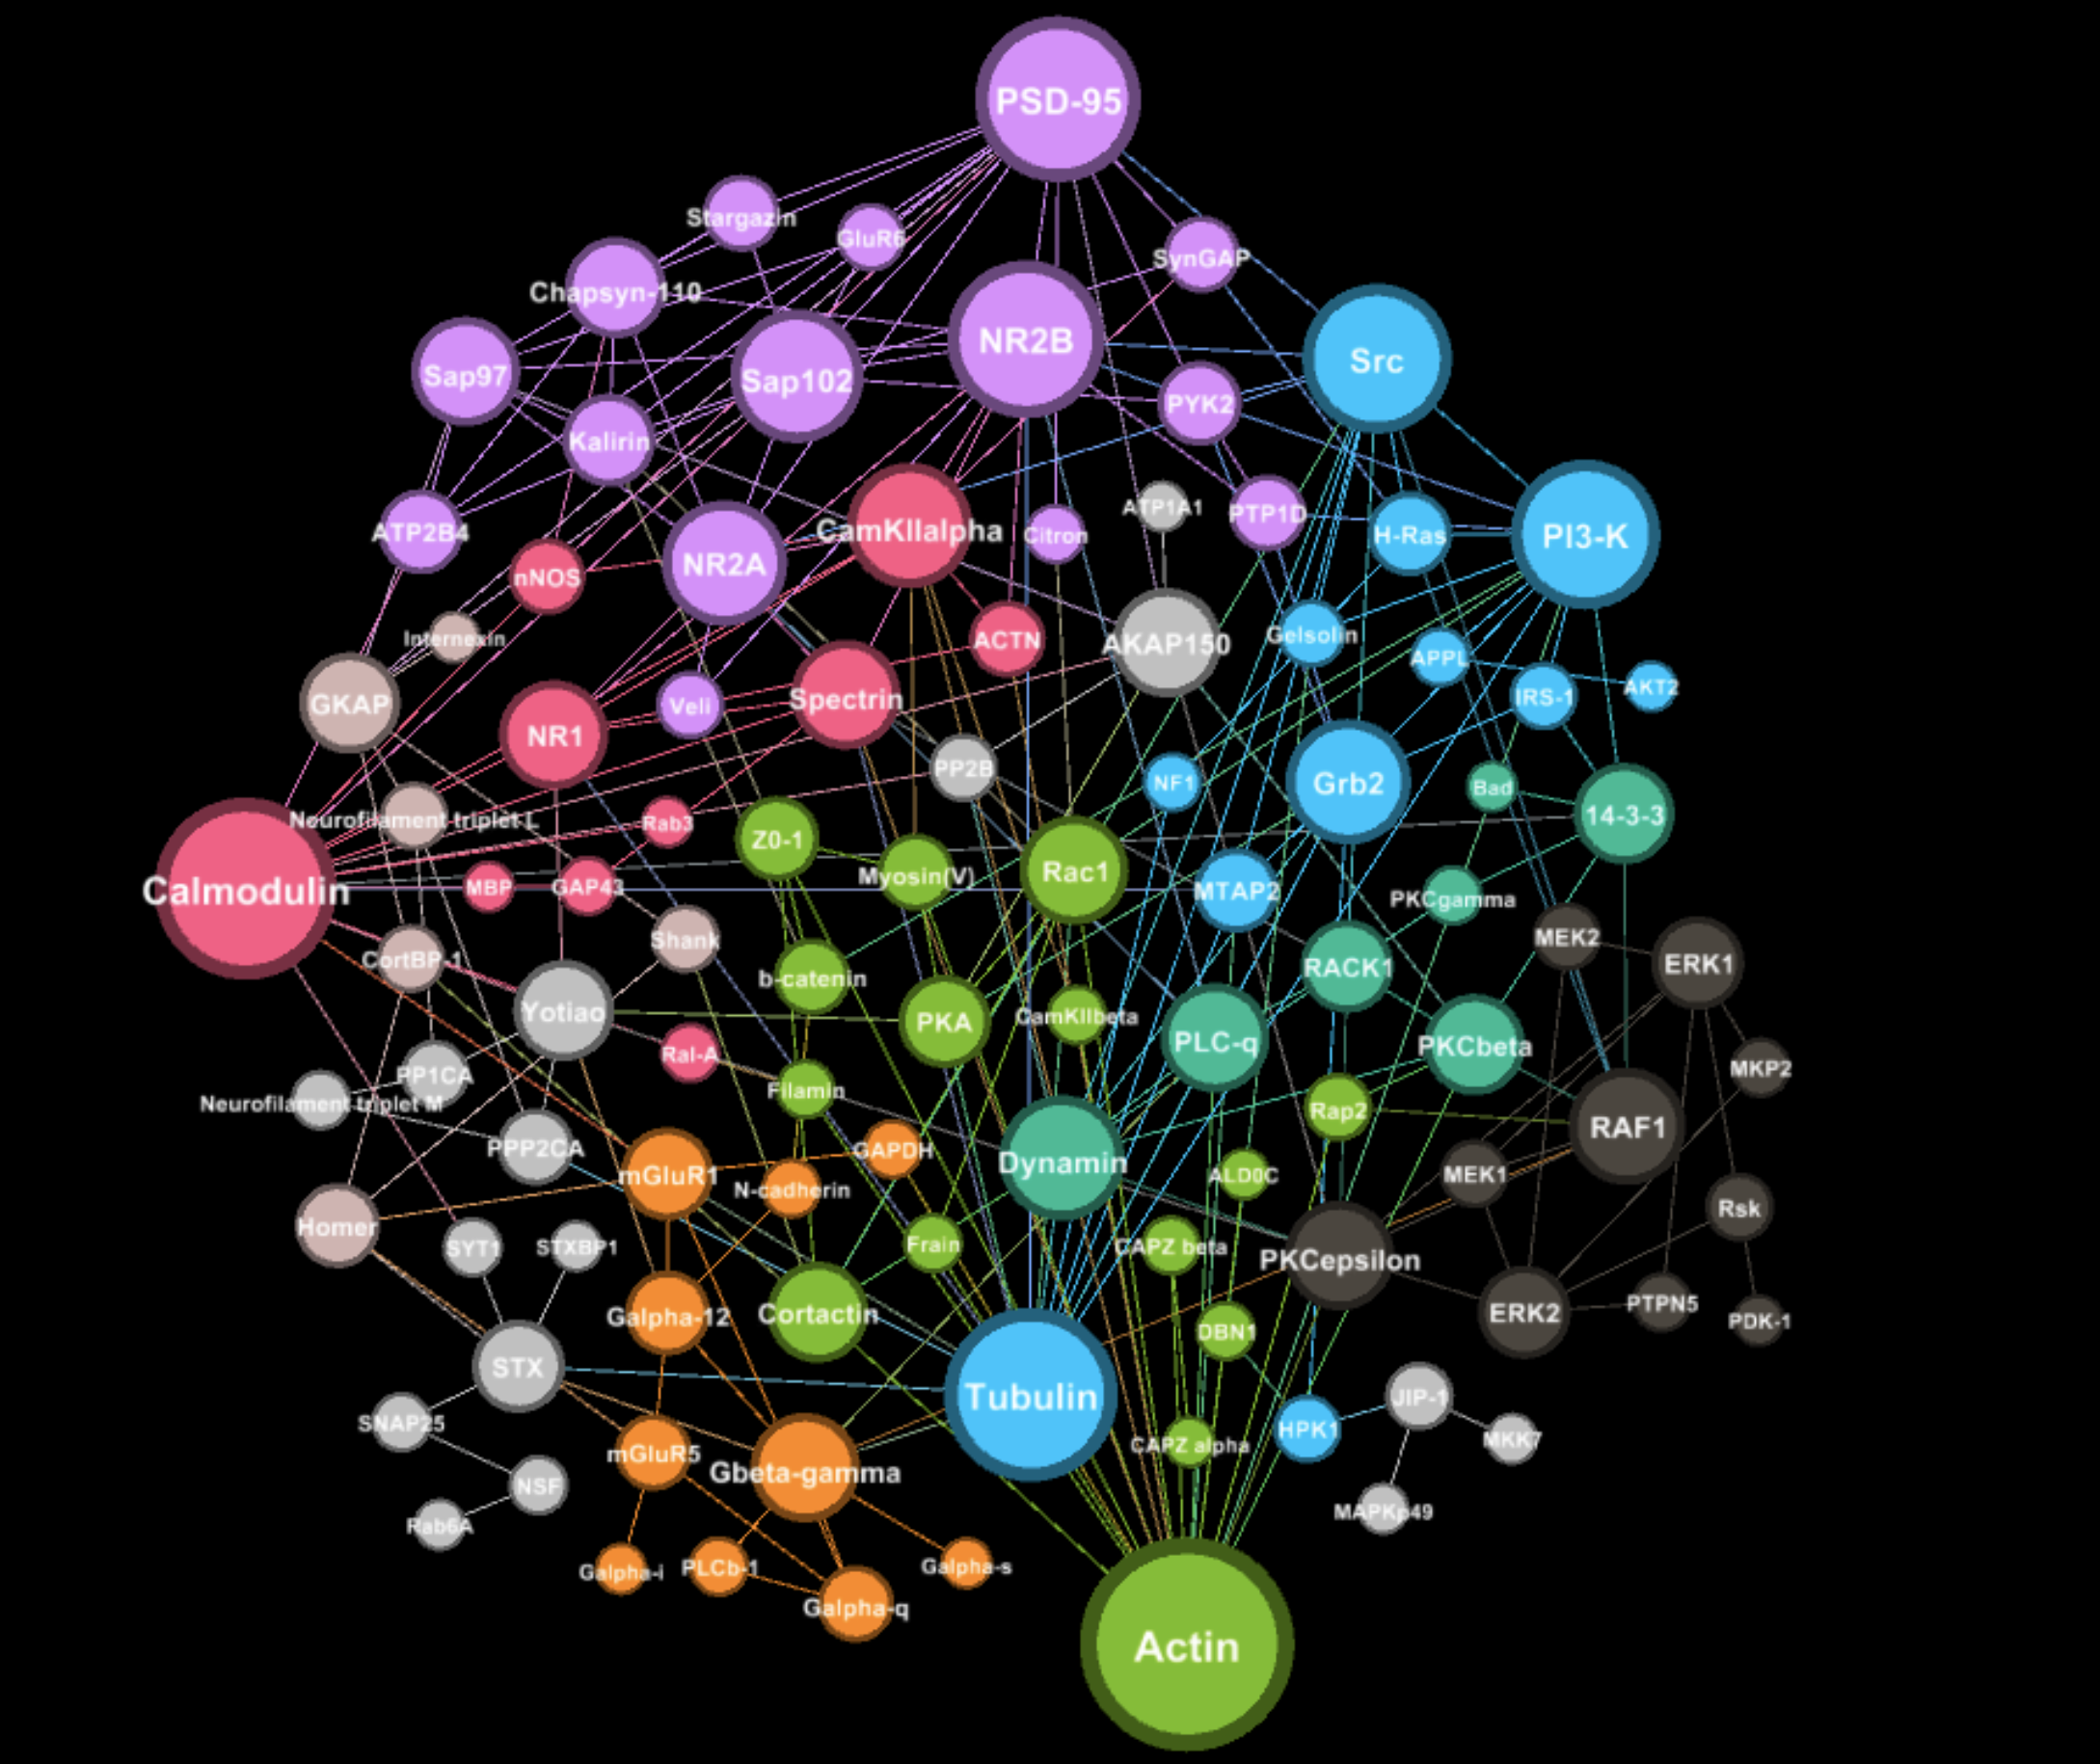 PSD-95
Stargazin
GluR6
SynGAP
Chapsyn-110
NR2B
Src
Sap97
Sap102
PYK2
Kalirin
ATP1A1
PTP1D
ATP2B4
CamKIIalpha
Citron
H-Ras
PI3-K
NR2A
nNOS
Internexin
ACTN
AKAP150
Gelsolin
APPL
AKT2
GKAP
Veli
Spectrin
IRS-1
NR1
PP2B
NF1
Grb2
Bad
14-3-3
Neurofilament triplet L
Rab3
Z0-1
Myosin(V)
Rac1
Calmodulin
MBP
GAP43
MTAP2
PKCgamma
CortBP-1
Shank
MEK2
ERK1
b-catenin
RACK1
Yotiao
PKA
CamKIIbeta
PLC-q
PKCbeta
Ral-A
PP1CA
MKP2
Neurofilament triplet M
Filamin
Rap2
RAF1
PPP2CA
GAPDH
Dynamin
mGluR1
N-cadherin
ALD0C
MEK1
Rsk
Homer
SYT1
STXBP1
Frain
CAPZ beta
PKCepsilon
Galpha-12
Cortactin
DBN1
ERK2
PTPN5
PDK-1
STX
Tubulin
JIP-1
SNAP25
mGluR5
Gbeta-gamma
CAPZ alpha
HPK1
MKK7
NSF
Rab6A
MAPKp49
Galpha-i
PLCb-1
Galpha-s
Galpha-q
Actin